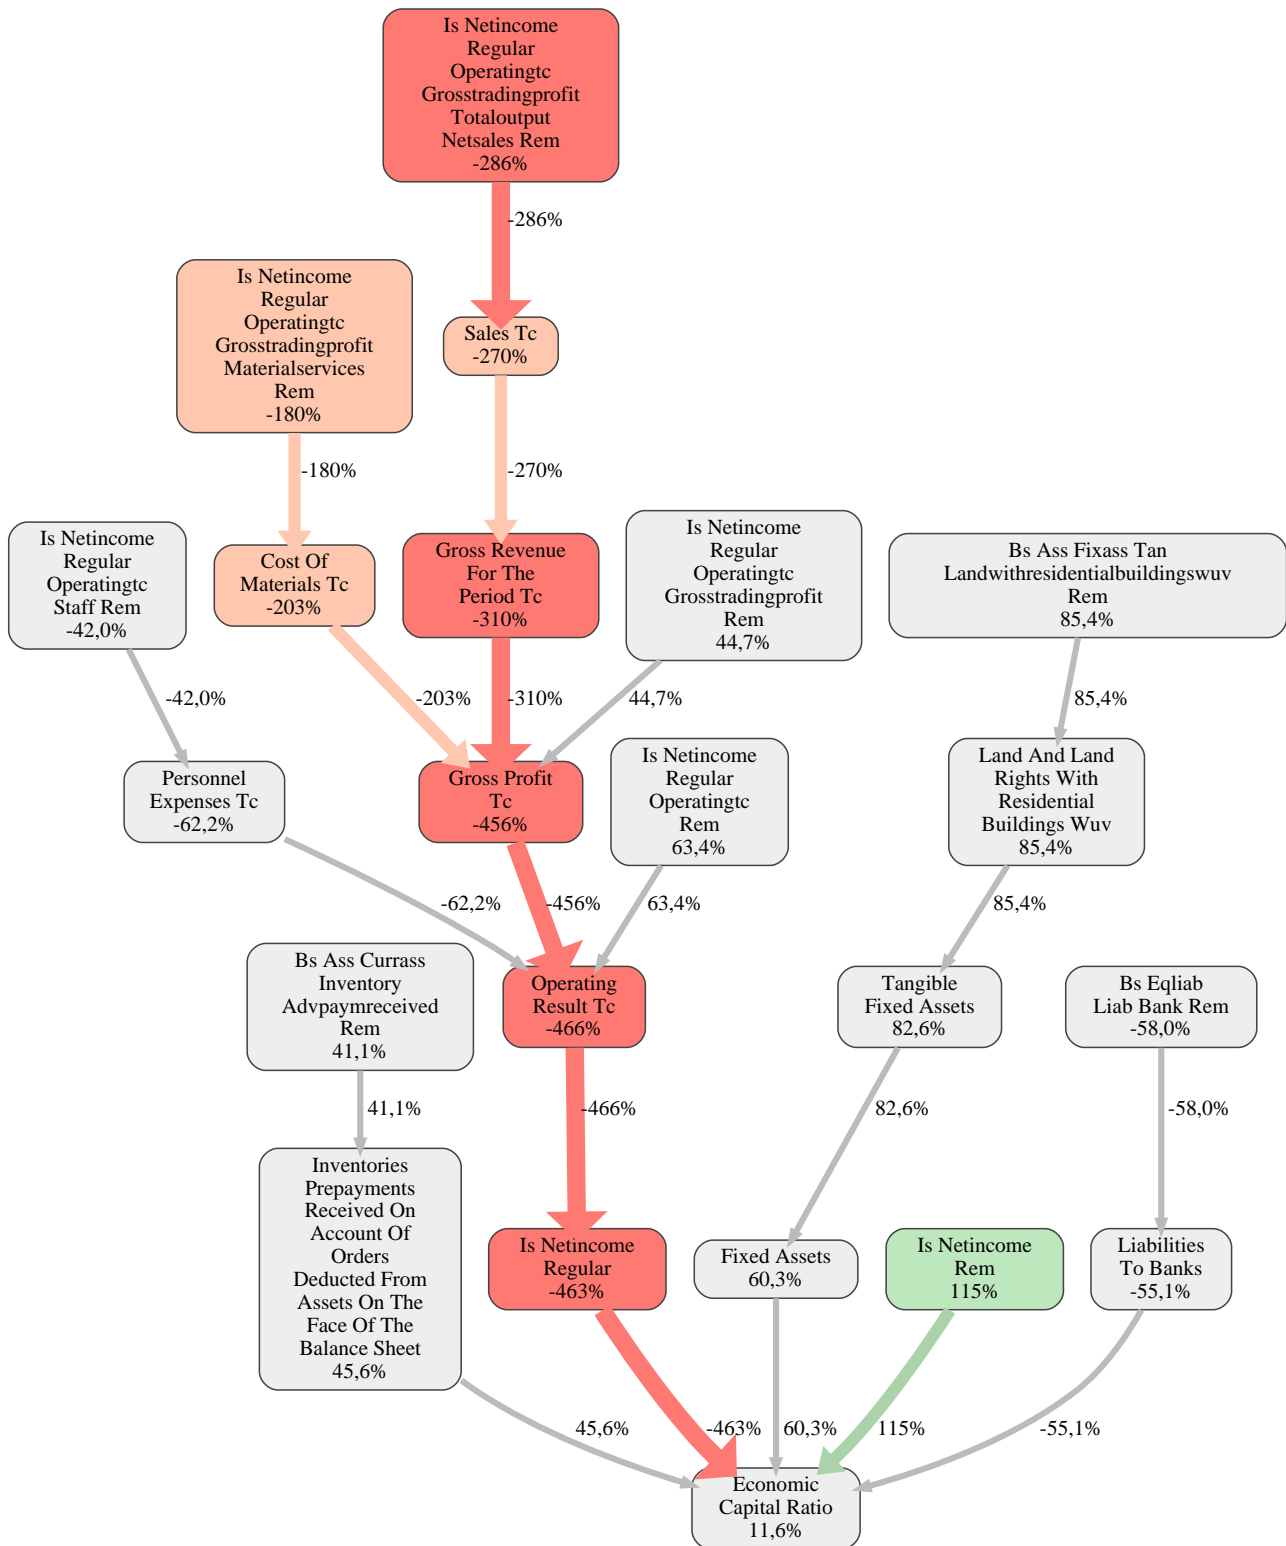 Is Netincome
Regular
Operatingtc
Grosstradingprofit
Totaloutput
Netsales Rem
-286%
-286%
Is Netincome
Regular
Operatingtc
Grosstradingprofit
Materialservices
Rem
-180%
Sales Tc
-270%
-180%
-270%
Is Netincome
Regular
Operatingtc
Staff Rem
-42,0%
Cost Of
Materials Tc
-203%
Gross Revenue
For The
Period Tc
-310%
Is Netincome
Regular
Operatingtc
Grosstradingprofit
Rem
44,7%
Bs Ass Fixass Tan
Landwithresidentialbuildingswuv
Rem
85,4%
-42,0%
-203%
-310%
44,7%
85,4%
Personnel
Expenses Tc
-62,2%
Gross Profit
Tc
-456%
Is Netincome
Regular
Operatingtc
Rem
63,4%
Land And Land
Rights With
Residential
Buildings Wuv
85,4%
-62,2%
-456%
63,4%
85,4%
Bs Ass Currass
Inventory
Advpaymreceived
Rem
41,1%
Operating
Result Tc
-466%
Tangible
Fixed Assets
82,6%
Bs Eqliab
Liab Bank Rem
-58,0%
41,1%
-466%
82,6%
-58,0%
Inventories
Prepayments
Received On
Account Of
Orders
Deducted From
Assets On The
Face Of The
Balance Sheet
45,6%
Is Netincome
Regular
-463%
Fixed Assets
60,3%
Is Netincome
Rem
115%
Liabilities
To Banks
-55,1%
45,6%
-463%
60,3%
115%
-55,1%
Economic
Capital Ratio
11,6%